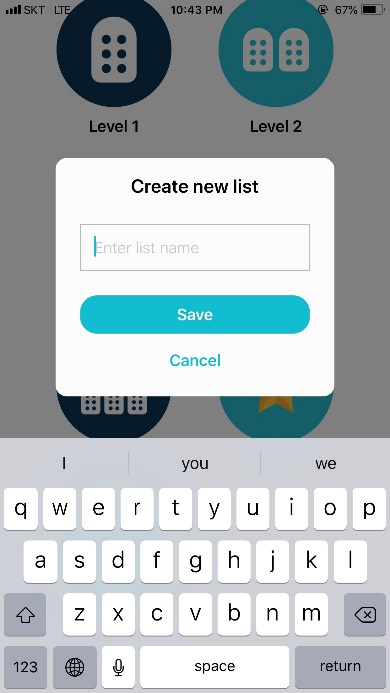 SKT LTE 10:43 PM 67%
Level 1 Level 2
Create new list
Enter list name
Save
Cancel
I you we
q w e r t y u i o p
a s d f g h j k l
z x c v b n m
123 space return